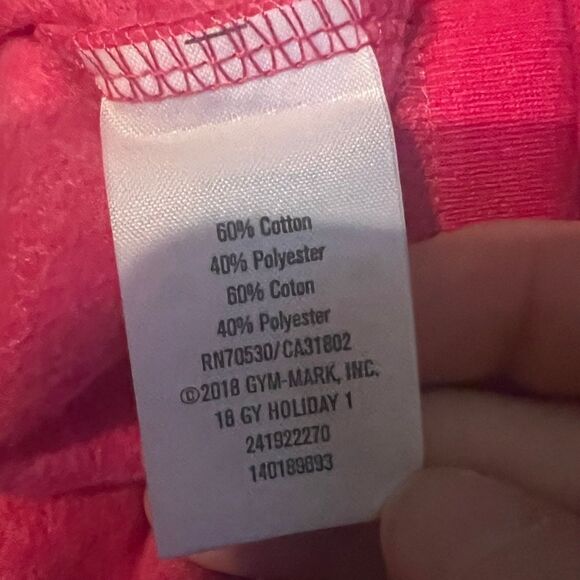 60% Cotton
40% Polyester
60% Coton
40% Polyester
RN70530/CA31802
©2018 GYM-MARK, INC.
18 GY HOLIDAY 1
241922270
140189893